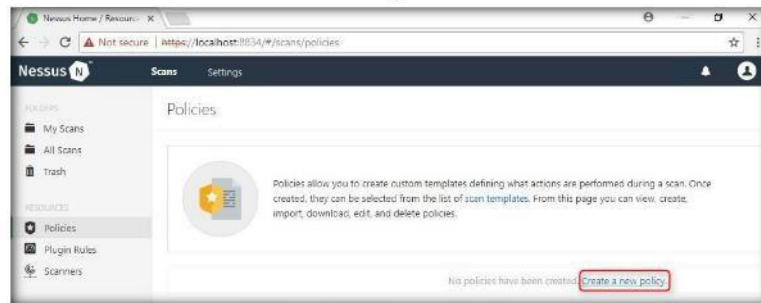 Nessus Home / Resourc
Not secure | https://localhost:8834/#/scans/policies
Nessus N
Scans
Settings
FOLDERS
My Scans
All Scans
Trash
RESOURCES
Policies
Plugin Rules
Scanners
Policies
Policies allow you to create custom templates defining what actions are performed during a scan. Once
created, they can be selected from the list of scan templates. From this page you can view, create,
import, download, edit, and delete policies.
No policies have been created. Create a new policy.